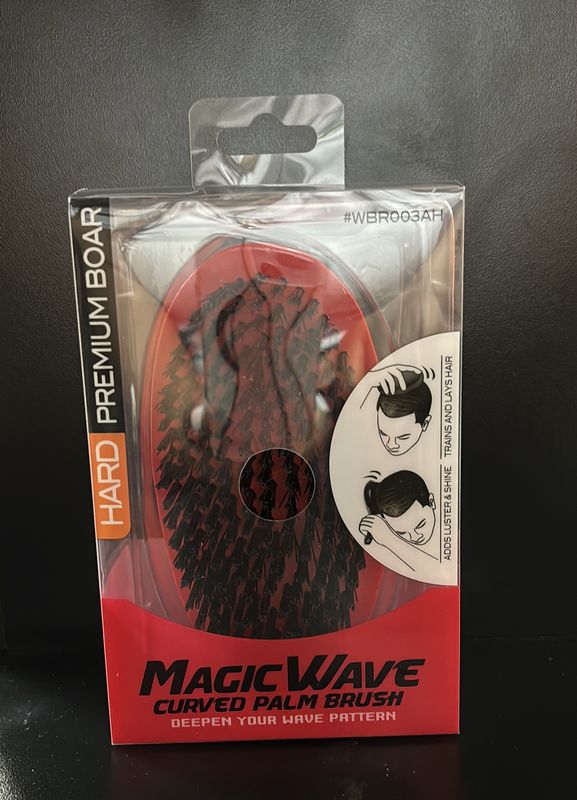 #WBR003AH
HARD PREMIUM BOAR
TRAINS AND LAYS HAIR
ADDS LUSTER & SHINE
MAGIC WAVE
CURVED PALM BRUSH
DEEPEN YOUR WAVE PATTERN